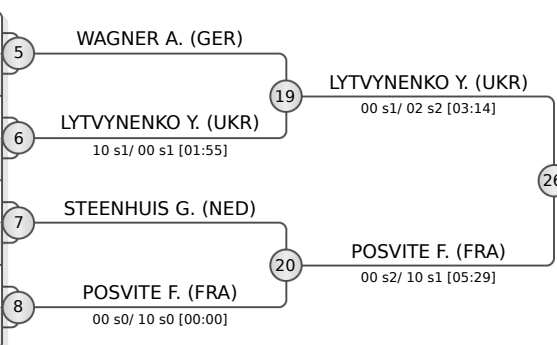 5
WAGNER A. (GER)
19
LYTVYNENKO Y. (UKR)
00 s1/ 02 s2 [03:14]
6
LYTVYNENKO Y. (UKR)
10 s1/ 00 s1 [01:55]
26
7
STEENHUIS G. (NED)
20
POSVITE F. (FRA)
00 s2/ 10 s1 [05:29]
8
POSVITE F. (FRA)
00 s0/ 10 s0 [00:00]